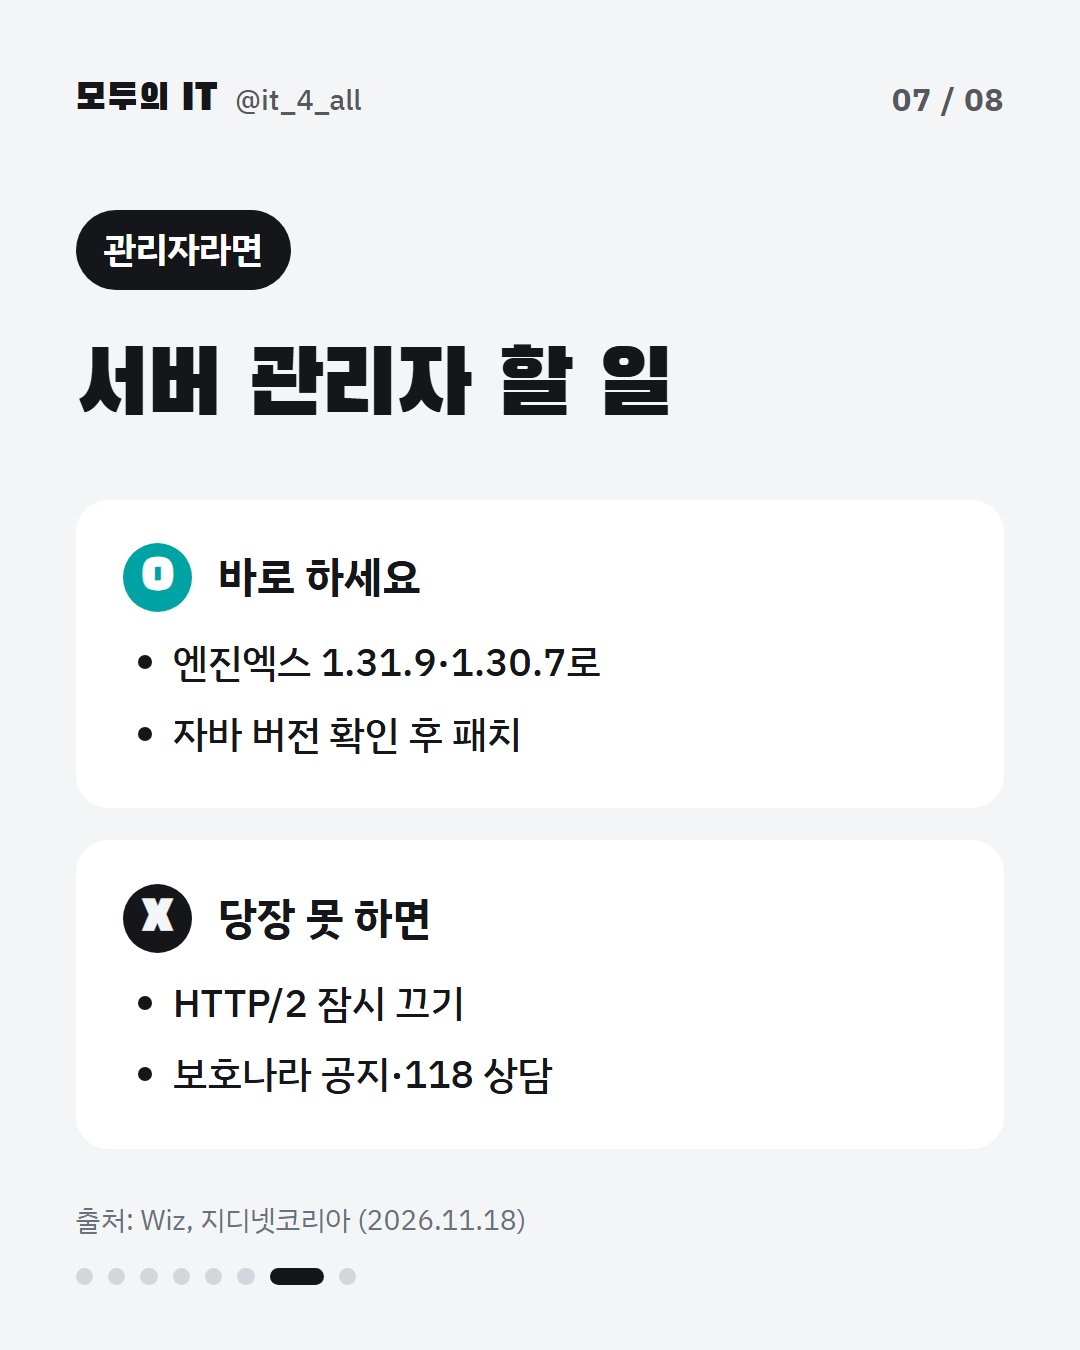 모두의 IT @it_4_all
07 / 08
관리자라면
서버 관리자 할 일
O 바로 하세요
• 엔진엑스 1.31.9·1.30.7로
• 자바 버전 확인 후 패치
X 당장 못 하면
• HTTP/2 잠시 끄기
• 보호나라 공지·118 상담
출처: Wiz, 지디넷코리아 (2026.11.18)